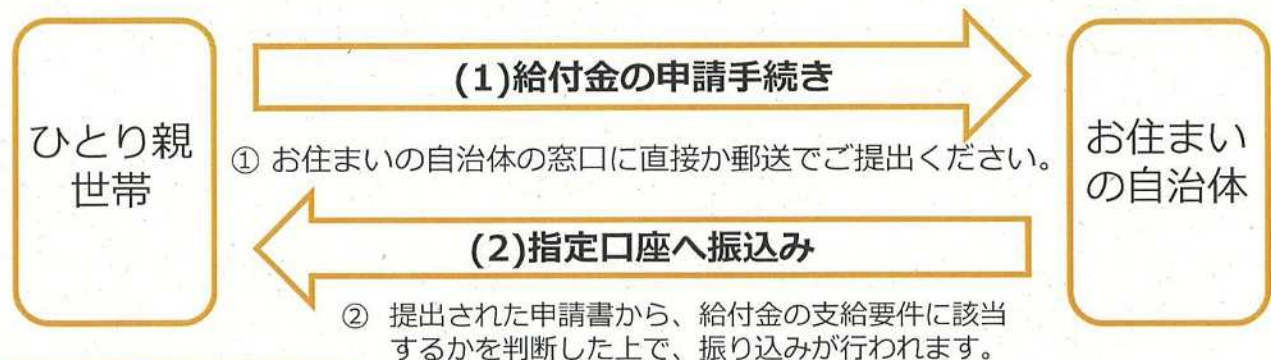 ひとり親
世帯
(1)給付金の申請手続き
① お住まいの自治体の窓口に直接か郵送でご提出ください。
(2)指定口座へ振込み
② 提出された申請書から、給付金の支給要件に該当
するかを判断した上で、振り込みが行われます。
お住まい
の自治体